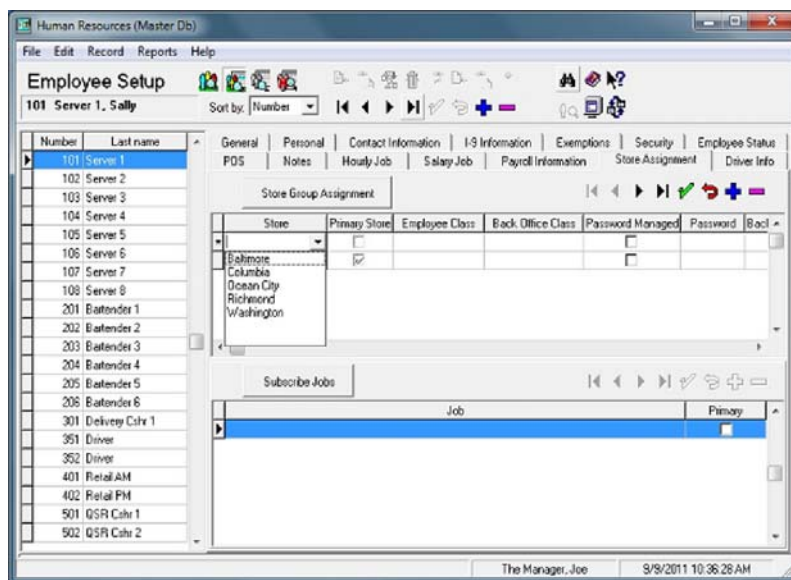 Human Resources (Master Db)
File Edit Record Reports Help
Employee Setup
101 Server 1, Sally
Sort by: Number
Number Last name
101 Server 1
102 Server 2
103 Server 3
104 Server 4
105 Server 5
106 Server 6
107 Server 7
108 Server 8
201 Bartender 1
202 Bartender 2
203 Bartender 3
204 Bartender 4
205 Bartender 5
206 Bartender 6
301 Delivery Cshr 1
351 Driver
352 Driver
401 Retail AM
402 Retail PM
501 QSR Cshr 1
502 QSR Cshr 2
General Personal Contact Information I-9 Information Exemptions Security Employee Status
POS Notes Hourly Job Salary Job Payroll Information Store Assignment Driver Info
Store Group Assignment
Store Primary Store Employee Class Back Office Class Password Managed Password Bacl
Baltimore
Columbia
Ocean City
Richmond
Washington
Subscribe Jobs
Job Primary
The Manager, Joe 9/9/2011 10:36:28 AM